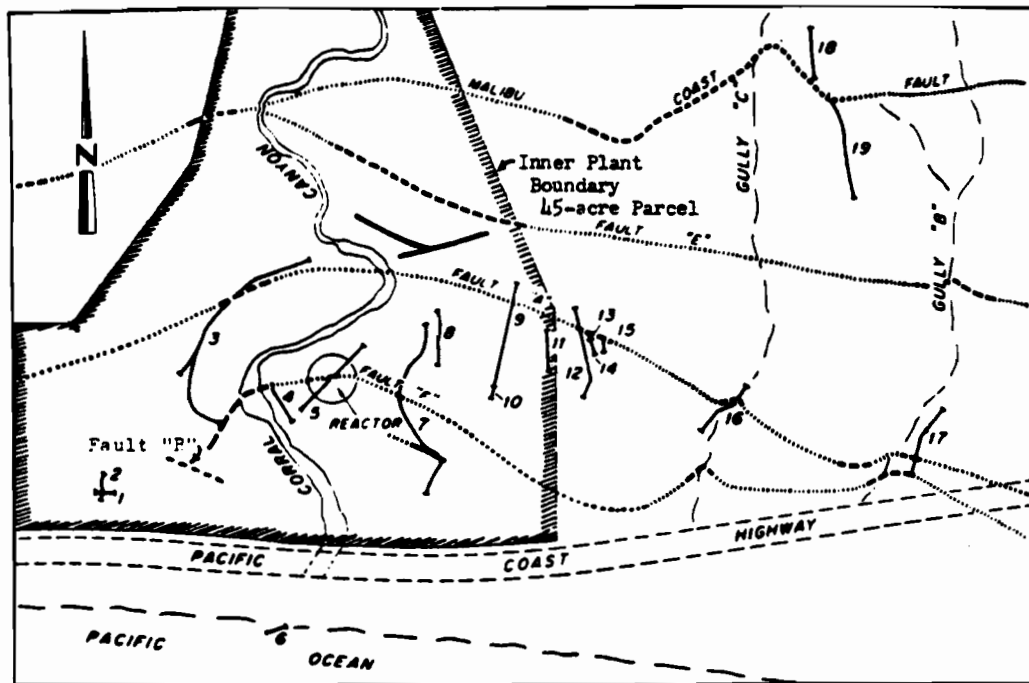 N
MALIBU COAST FAULT
18
19
GULLY "C"
GULLY "B"
Inner Plant
Boundary
45-acre Parcel
CANYON
FAULT "E"
FAULT A
3
8
9
10
11
12
13
14
15
4
5
FAULT "F"
REACTOR
7
16
17
Fault "B"
2
1
CORRAL
PACIFIC COAST HIGHWAY
6
PACIFIC OCEAN